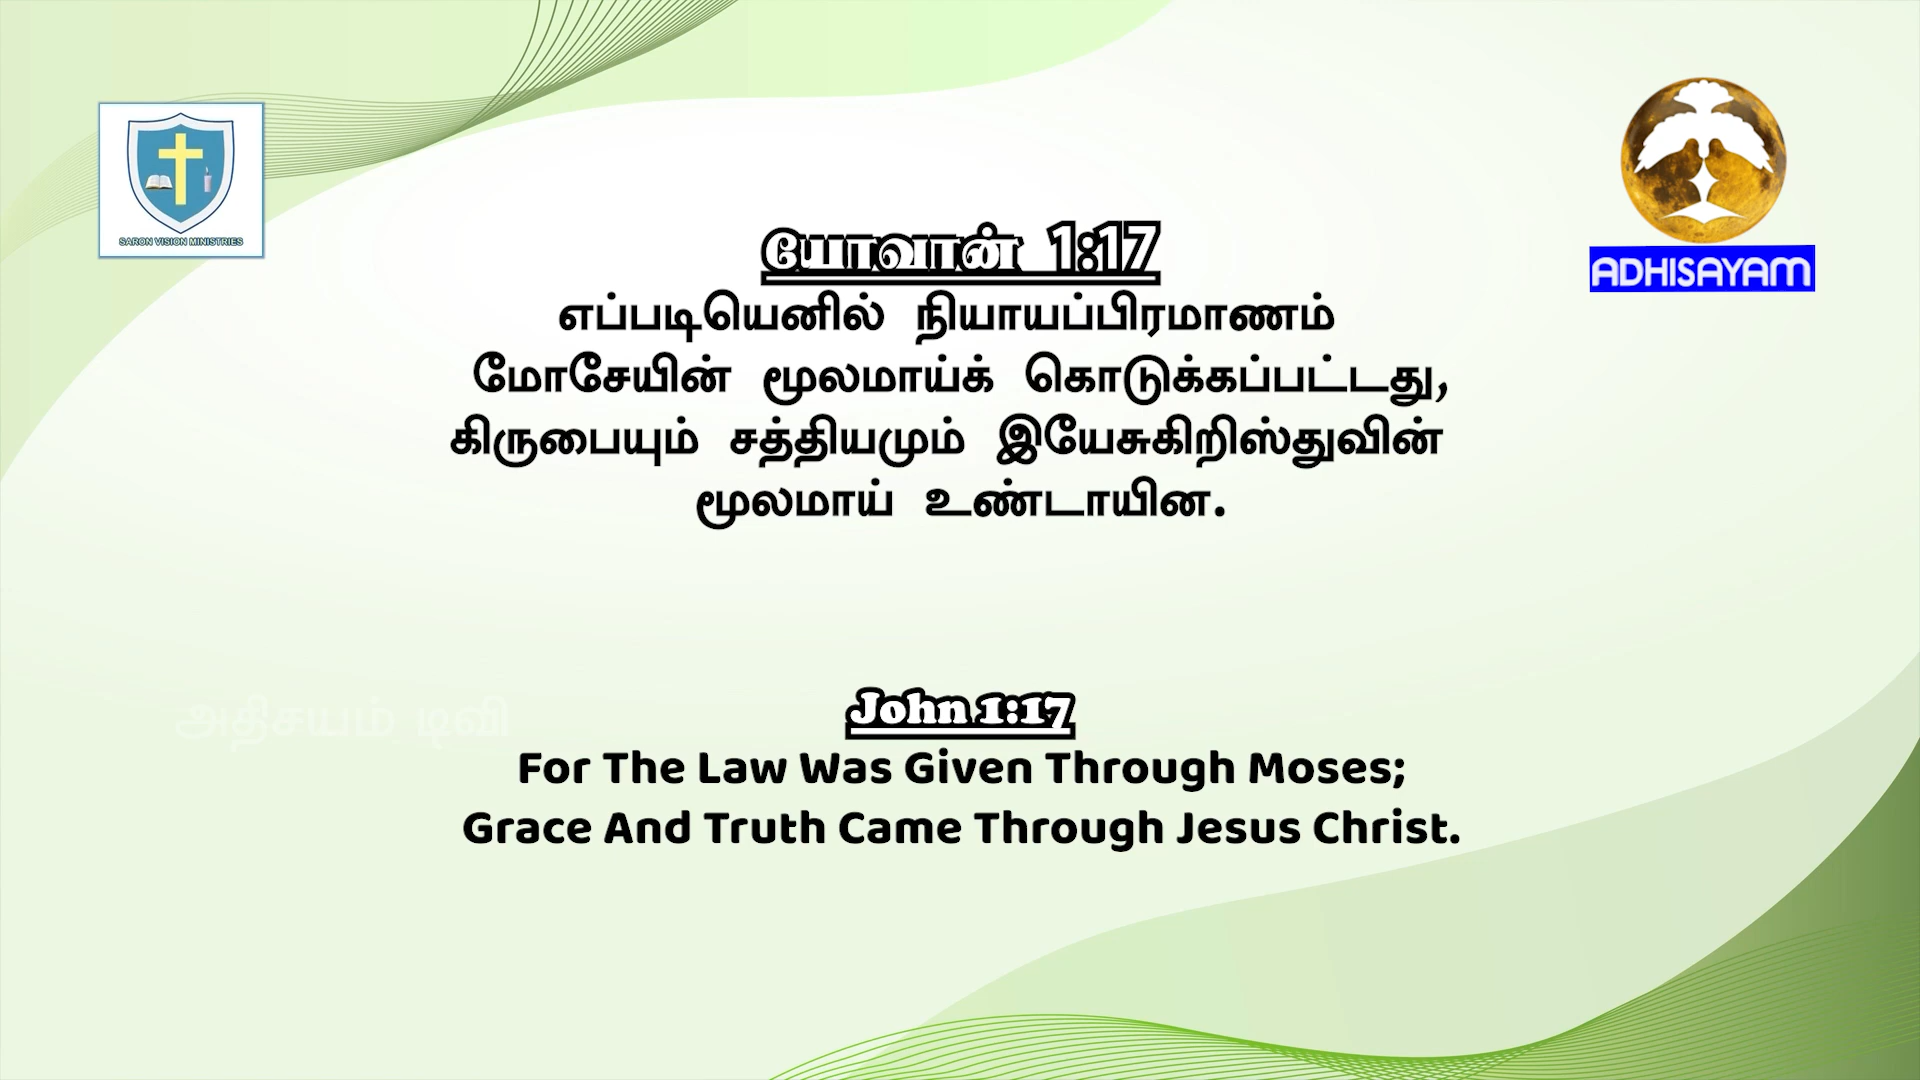 SARON VISION MINISTRIES
ADHISAYAM
யோவான் 1:17
எப்படியெனில் நியாயப்பிரமாணம்
மோசேயின் மூலமாய்க் கொடுக்கப்பட்டது,
கிருபையும் சத்தியமும் இயேசுகிறிஸ்துவின்
மூலமாய் உண்டாயின.
அதிசயம் டிவி
John 1:17
For The Law Was Given Through Moses;
Grace And Truth Came Through Jesus Christ.